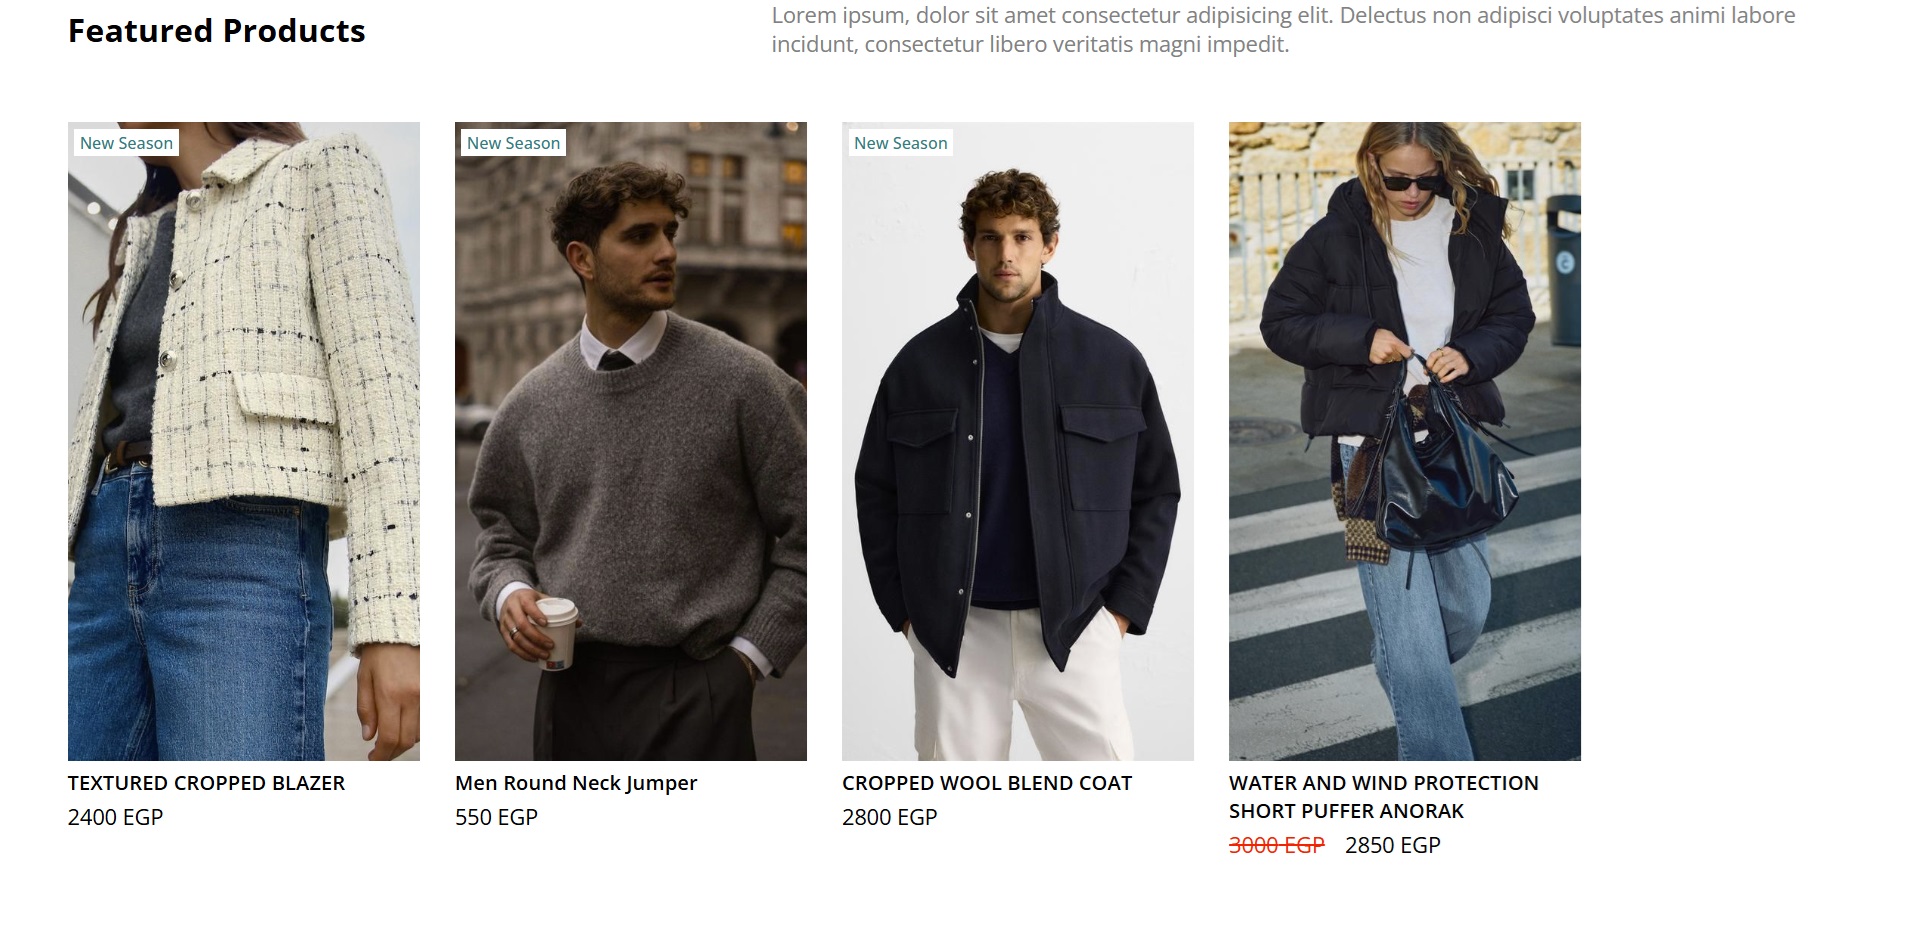 Featured Products
Lorem ipsum, dolor sit amet consectetur adipisicing elit. Delectus non adipisci voluptates animi labore
incidunt, consectetur libero veritatis magni impedit.
New Season
New Season
New Season
TEXTURED CROPPED BLAZER
2400 EGP
Men Round Neck Jumper
550 EGP
CROPPED WOOL BLEND COAT
2800 EGP
WATER AND WIND PROTECTION
SHORT PUFFER ANORAK
3000 EGP 2850 EGP